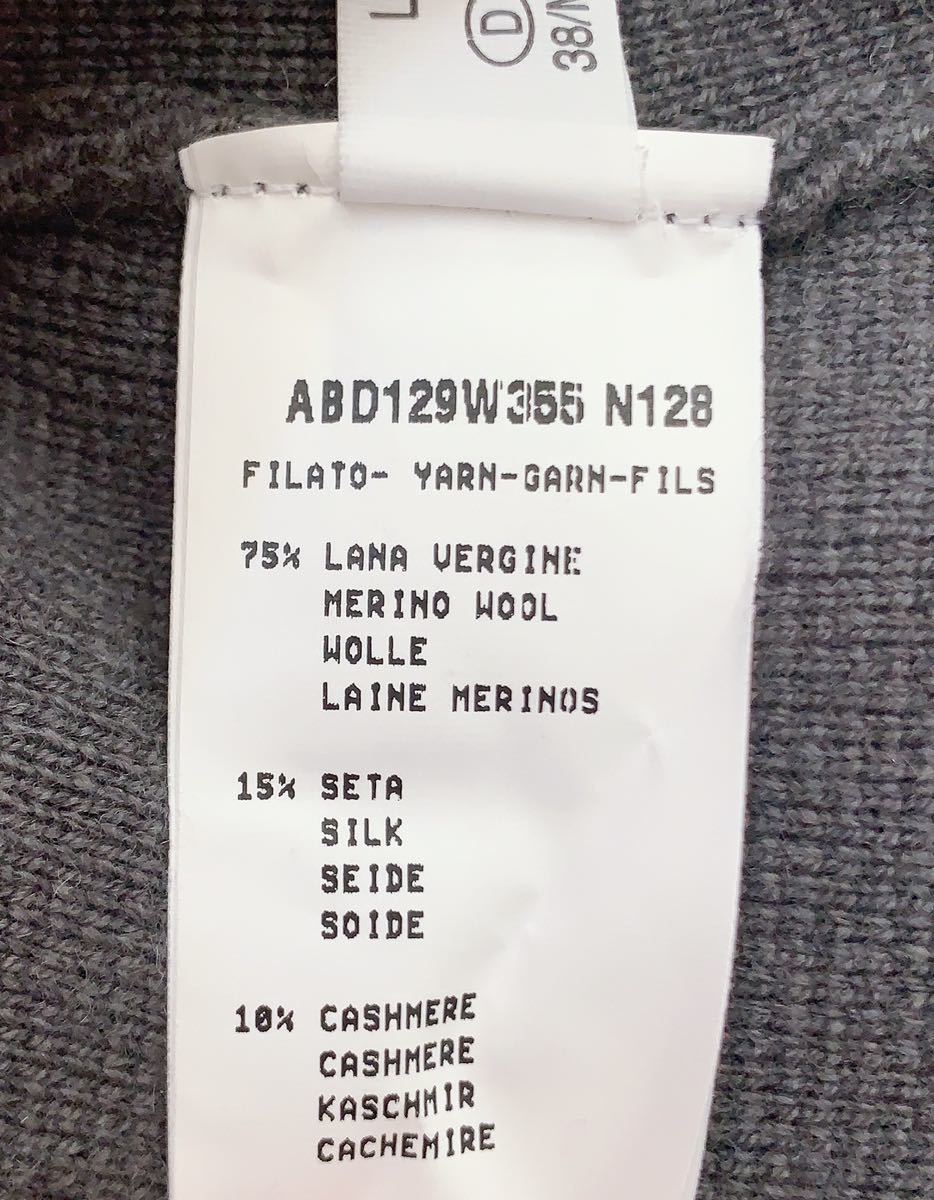 D
38/M
ABD129W355 N128
FILATO- YARN-GARN-FILS
75% LANA VERGINE
MERINO WOOL
WOLLE
LAINE MERINOS
15% SETA
SILK
SEIDE
SOIDE
10% CASHMERE
CASHMERE
KASCHMIR
CACHEMIRE